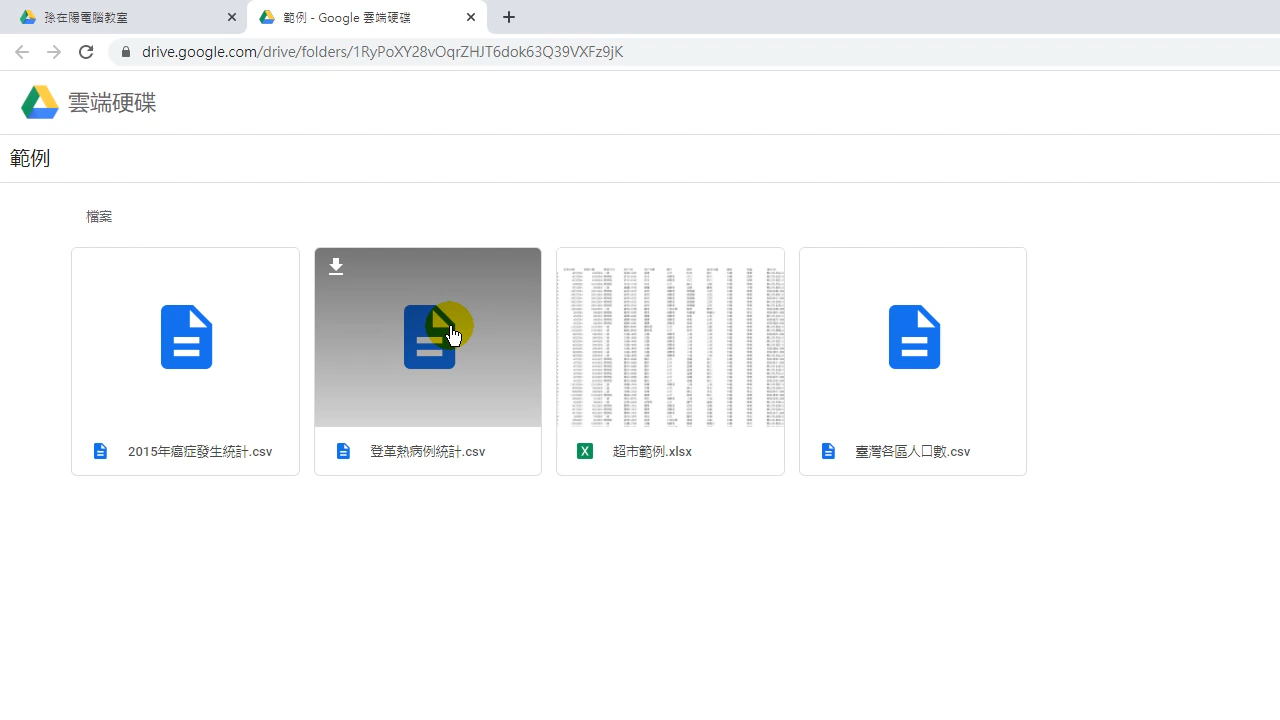 孫在陽電腦教室
範例 - Google 雲端硬碟
drive.google.com/drive/folders/1RyPoXY28vOqrZHJT6dok63Q39VXFz9jK
雲端硬碟
範例
檔案
2015年癌症發生統計.csv
登革熱病例統計.csv
超市範例.xlsx
臺灣各區人口數.csv